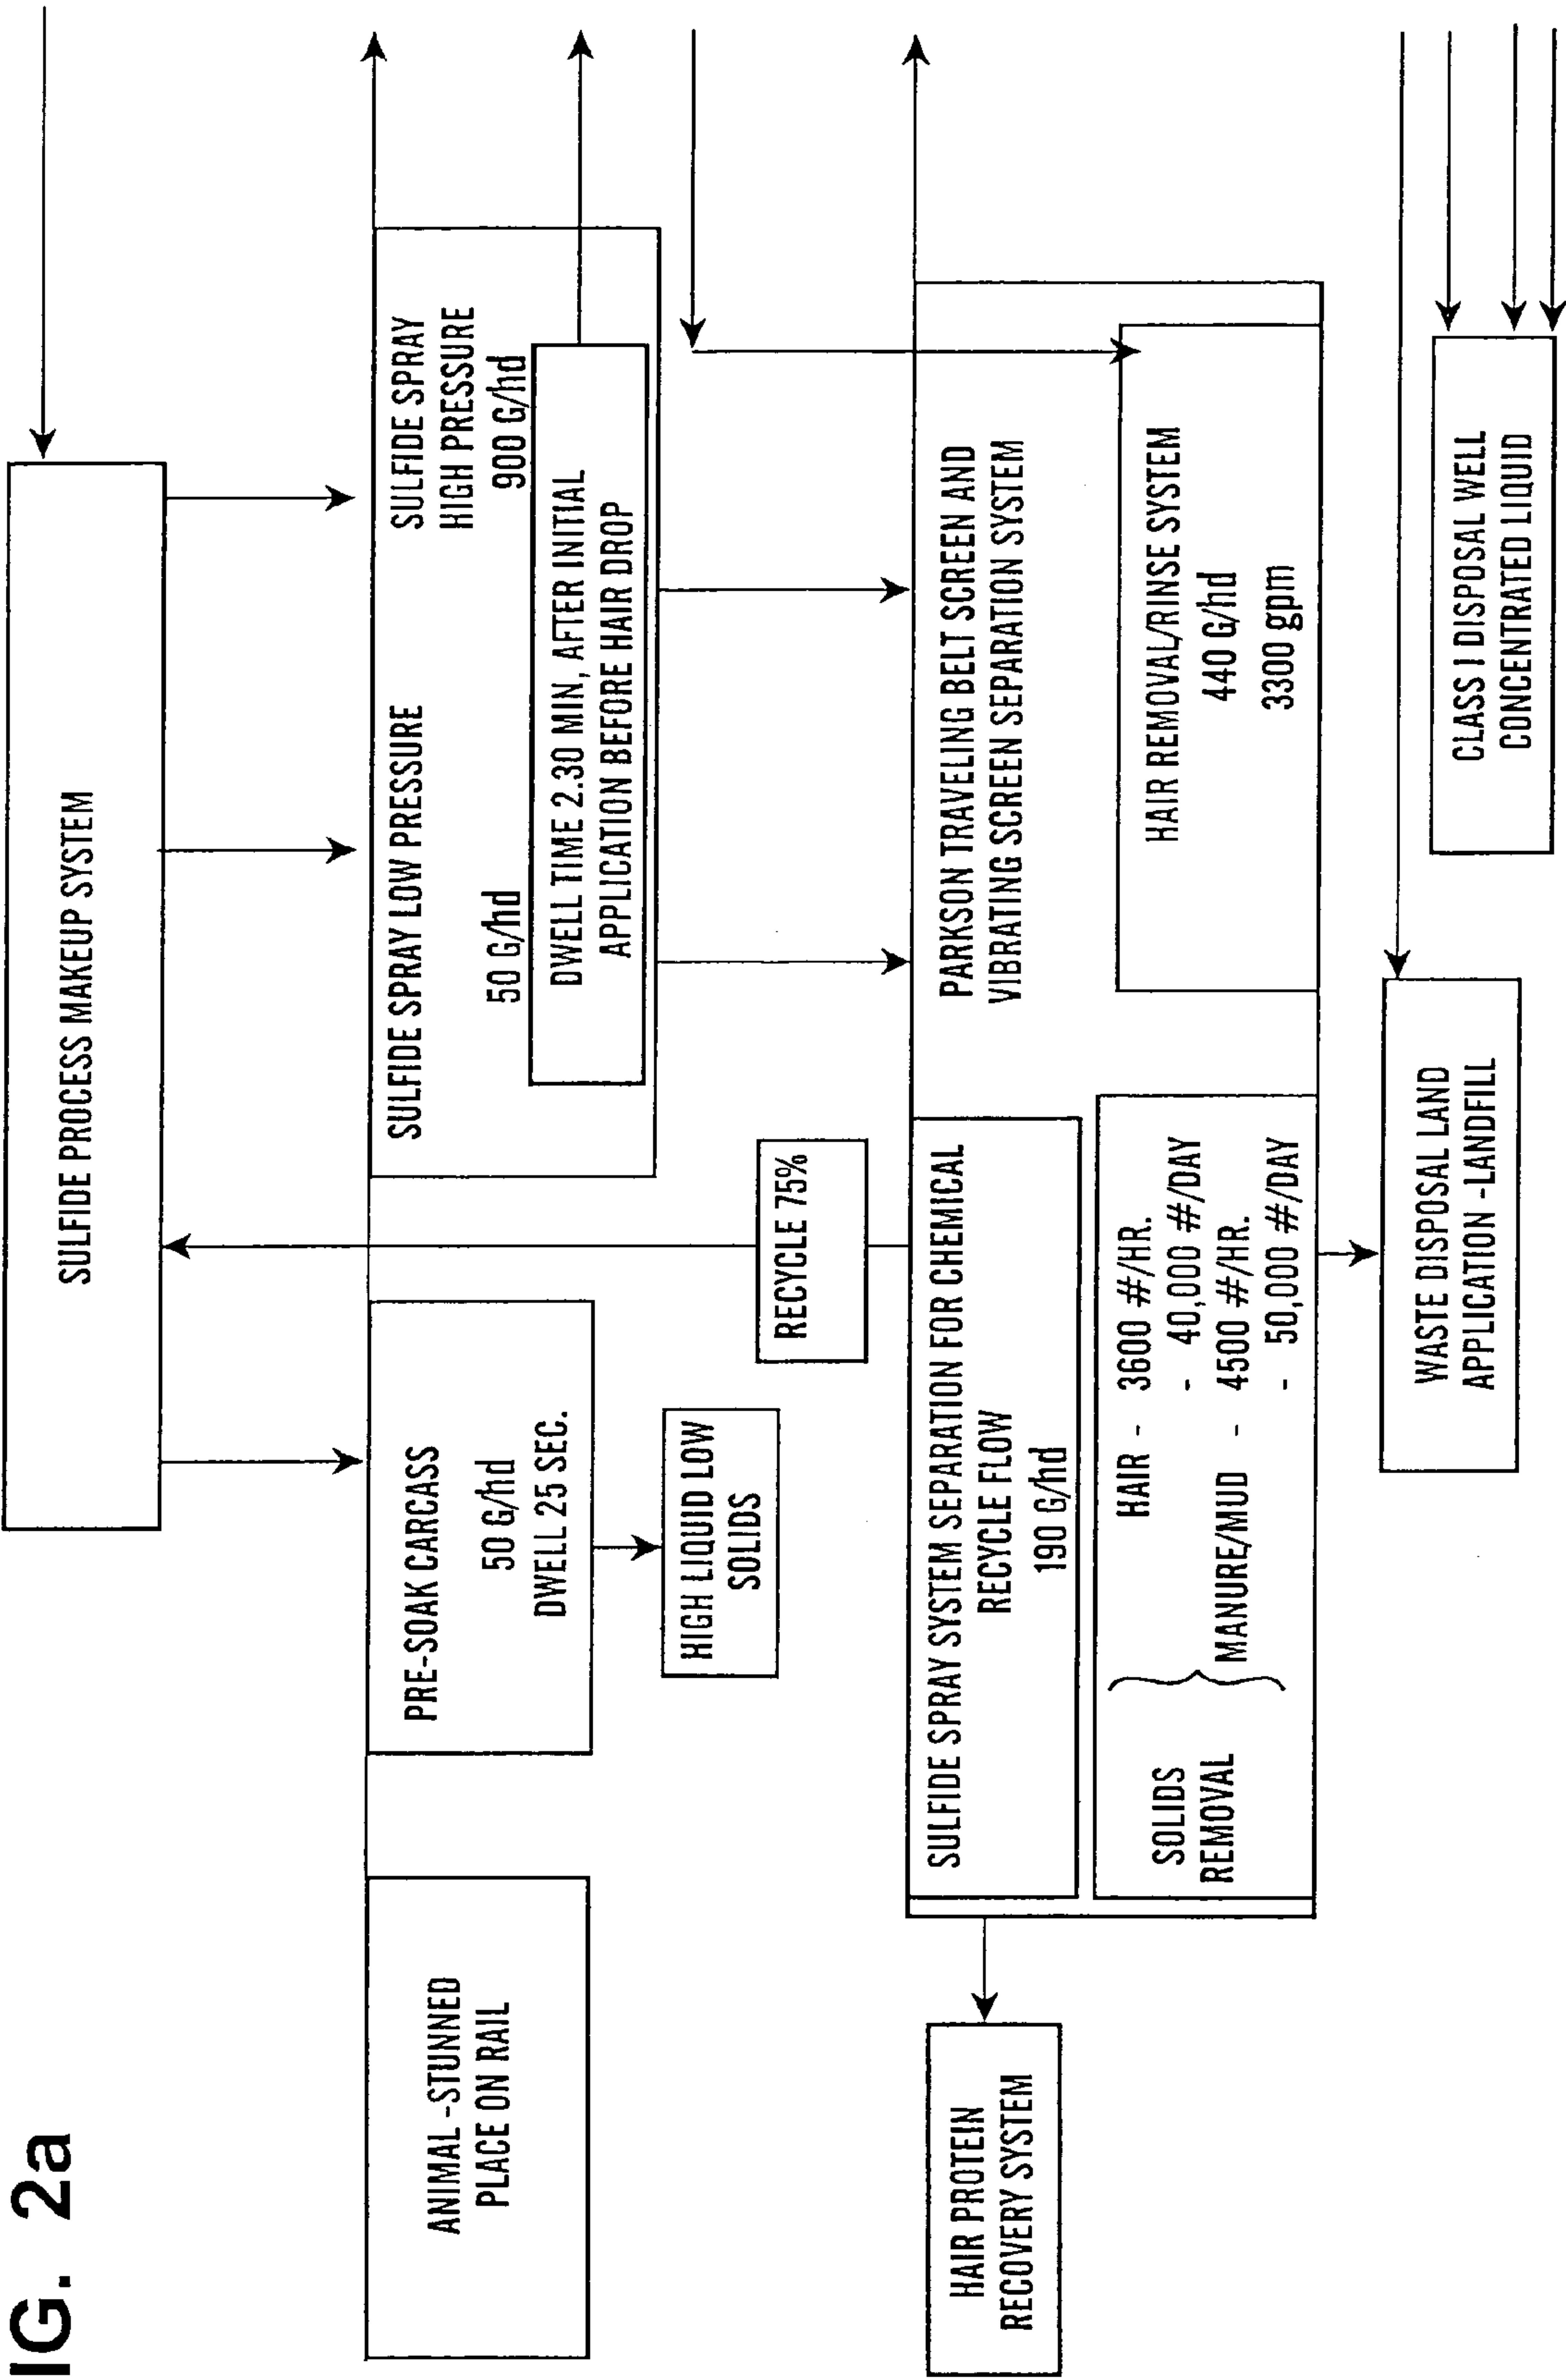 IG. 2a
SULFIDE PROCESS MAKEUP SYSTEM
ANIMAL -STUNNED
PLACE ON RAIL
PRE-SOAK CARCASS
50 G/hd
DWELL 25 SEC.
HIGH LIQUID LOW
SOLIDS
SULFIDE SPRAY LOW PRESSURE
50 G/hd
SULFIDE SPRAY
HIGH PRESSURE
900 G/hd
DWELL TIME 2.30 MIN, AFTER INITIAL
APPLICATION BEFORE HAIR DROP
RECYCLE 75%
HAIR PROTEIN
RECOVERY SYSTEM
SULFIDE SPRAY SYSTEM SEPARATION FOR CHEMICAL
RECYCLE FLOW
190 G/hd
SOLIDS
REMOVAL
HAIR - 3600 #/HR.
- 40,000 #/DAY
MANURE/MUD - 4500 #/HR.
- 50,000 #/DAY
PARKSON TRAVELING BELT SCREEN AND
VIBRATING SCREEN SEPARATION SYSTEM
HAIR REMOVAL/RINSE SYSTEM
440 G/hd
3300 gpm
WASTE DISPOSAL LAND
APPLICATION -LANDFILL
CLASS I DISPOSAL WELL
CONCENTRATED LIQUID